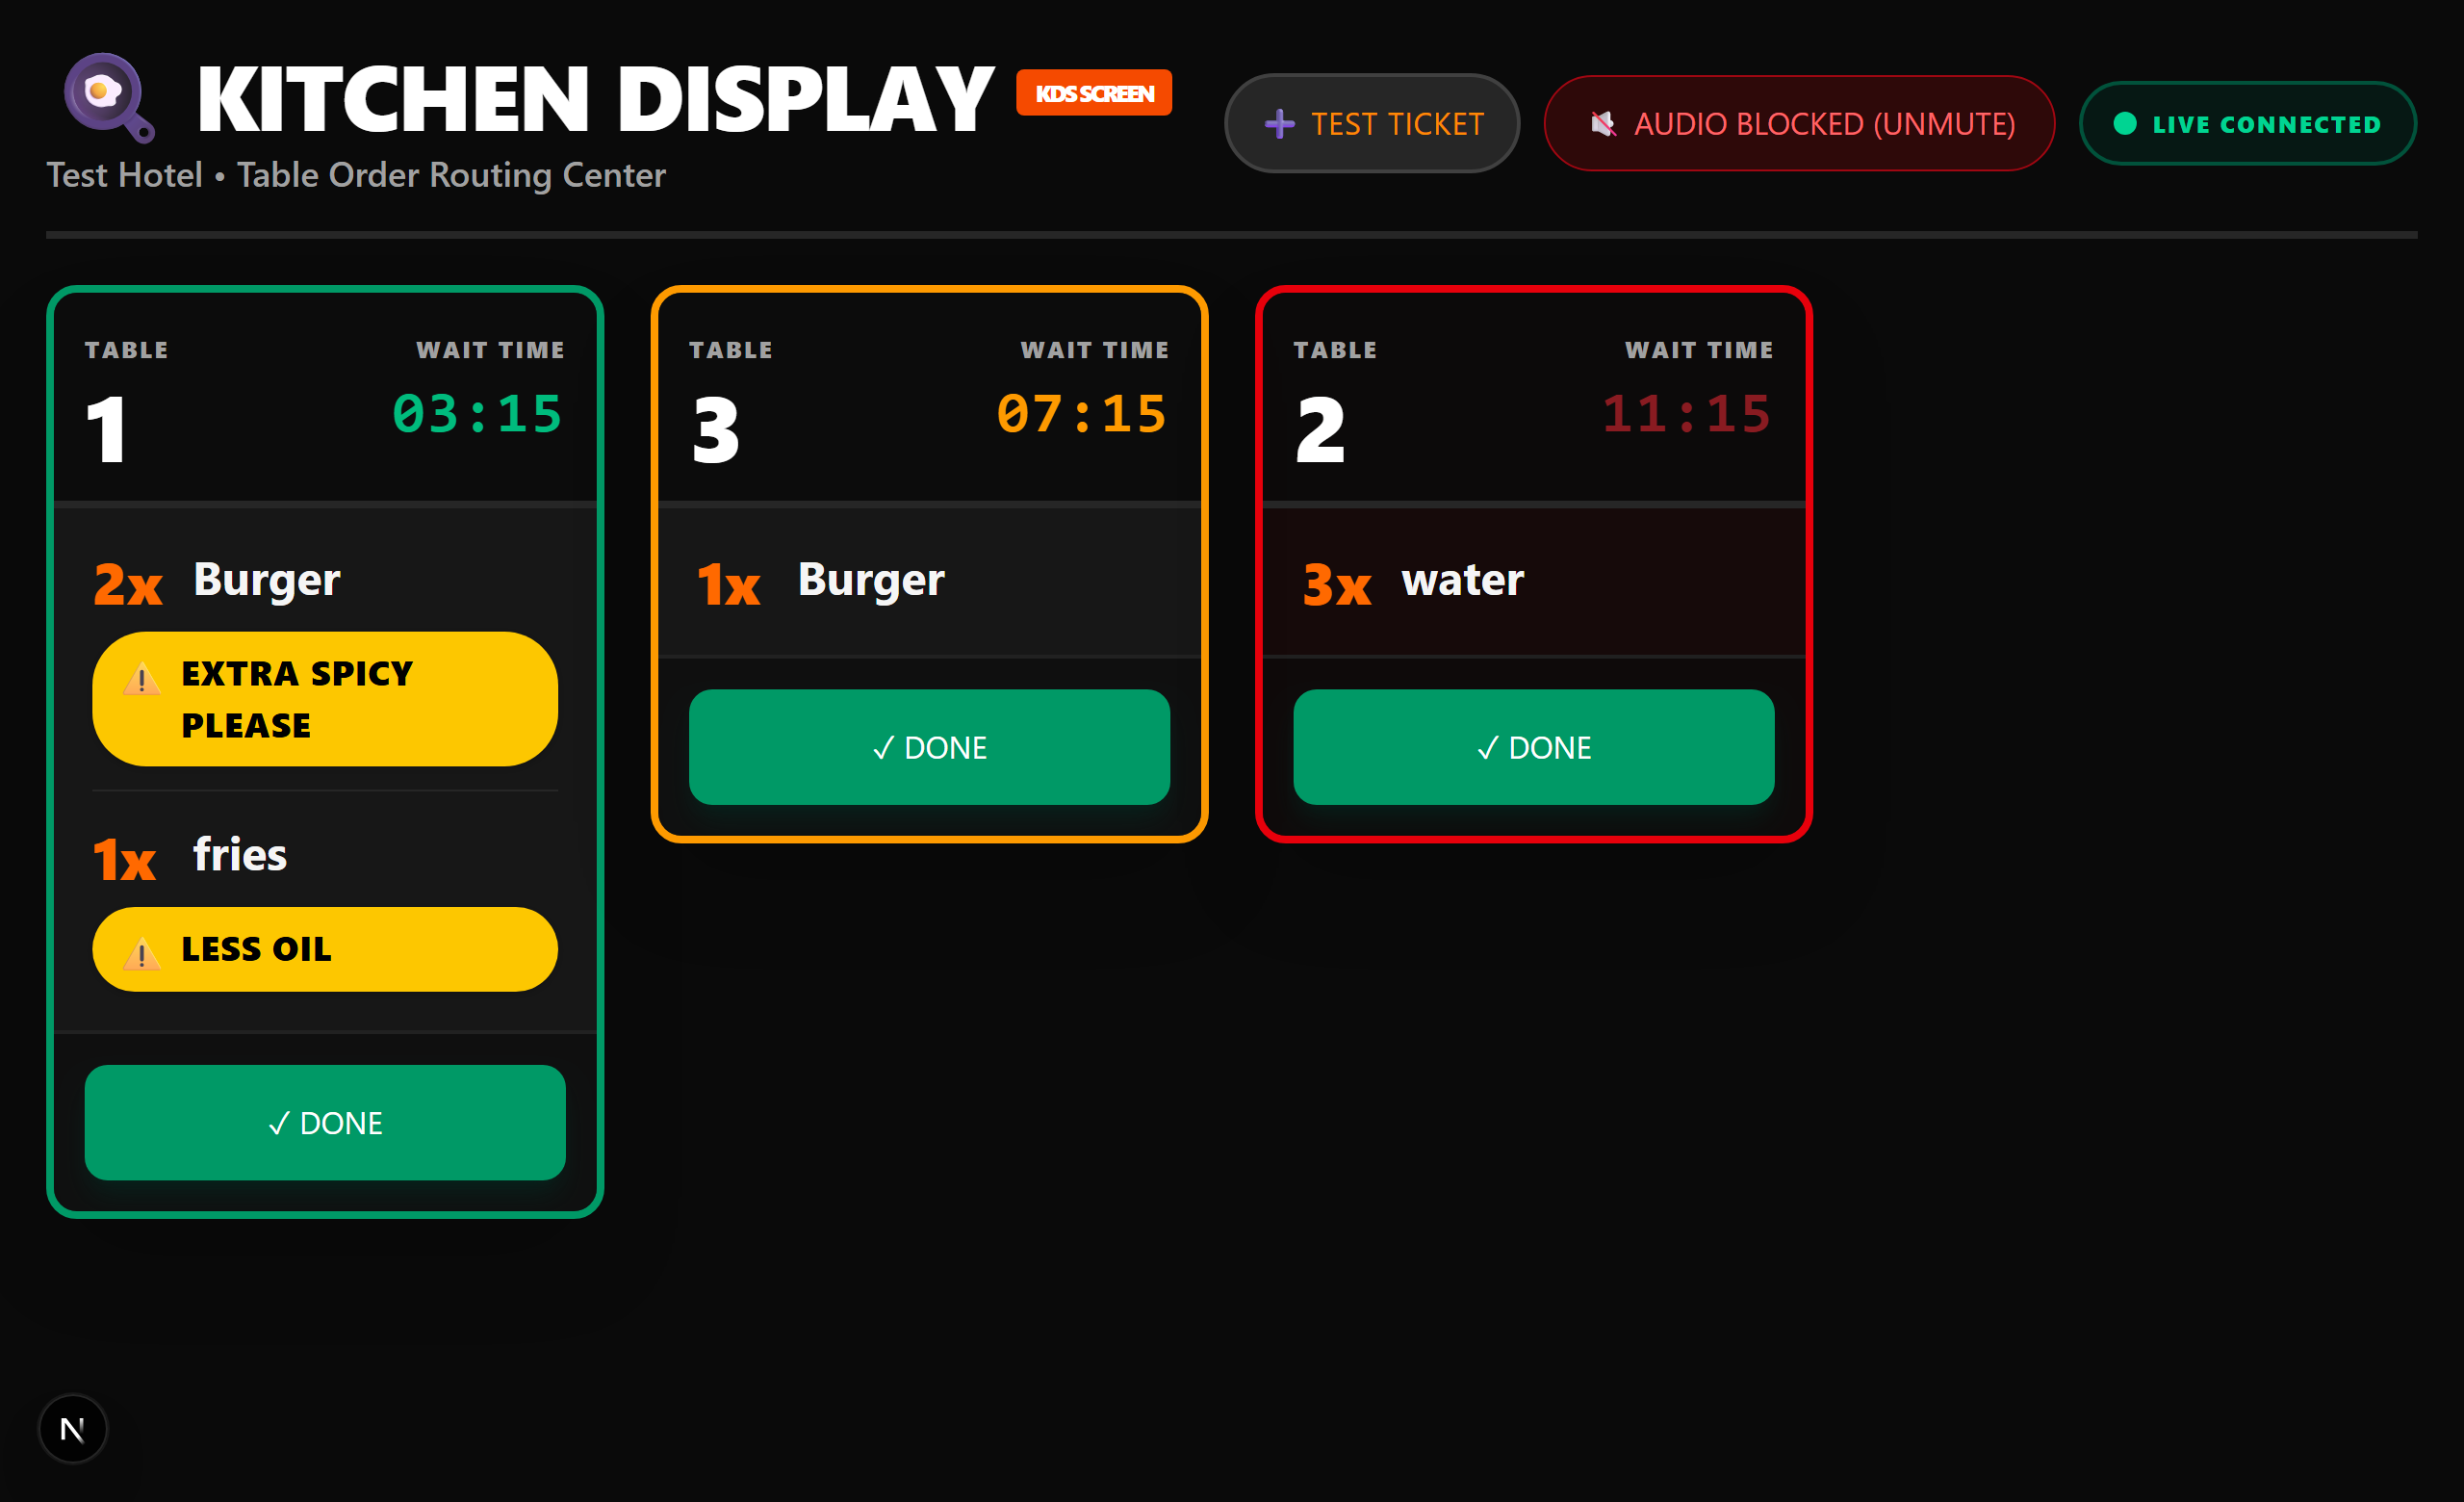 KITCHEN DISPLAY
KDS SCREEN
Test Hotel • Table Order Routing Center
TEST TICKET
AUDIO BLOCKED (UNMUTE)
LIVE CONNECTED
TABLE
WAIT TIME
1
03:15
2x Burger
EXTRA SPICY
PLEASE
1x fries
LESS OIL
✓ DONE
TABLE
WAIT TIME
3
07:15
1x Burger
✓ DONE
TABLE
WAIT TIME
2
11:15
3x water
✓ DONE
N